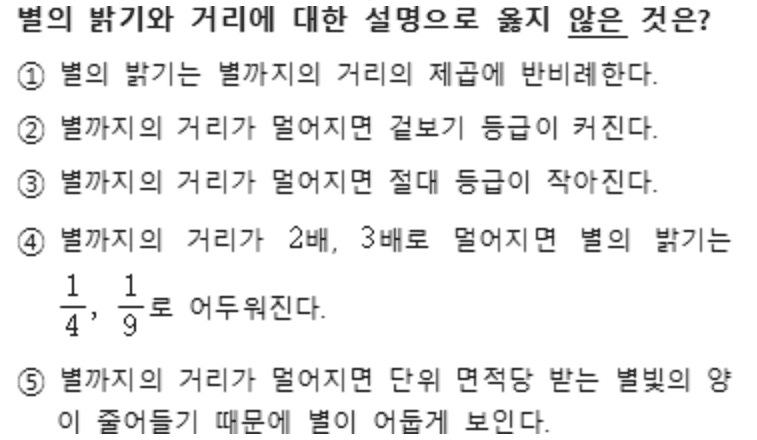 별의 밝기와 거리에 대한 설명으로 옳지 않은 것은?
① 별의 밝기는 별까지의 거리의 제곱에 반비례한다.
② 별까지의 거리가 멀어지면 겉보기 등급이 커진다.
③ 별까지의 거리가 멀어지면 절대 등급이 작아진다.
④ 별까지의 거리가 2배, 3배로 멀어지면 별의 밝기는
1/4, 1/9로 어두워진다.
⑤ 별까지의 거리가 멀어지면 단위 면적당 받는 별빛의 양
이 줄어들기 때문에 별이 어둡게 보인다.